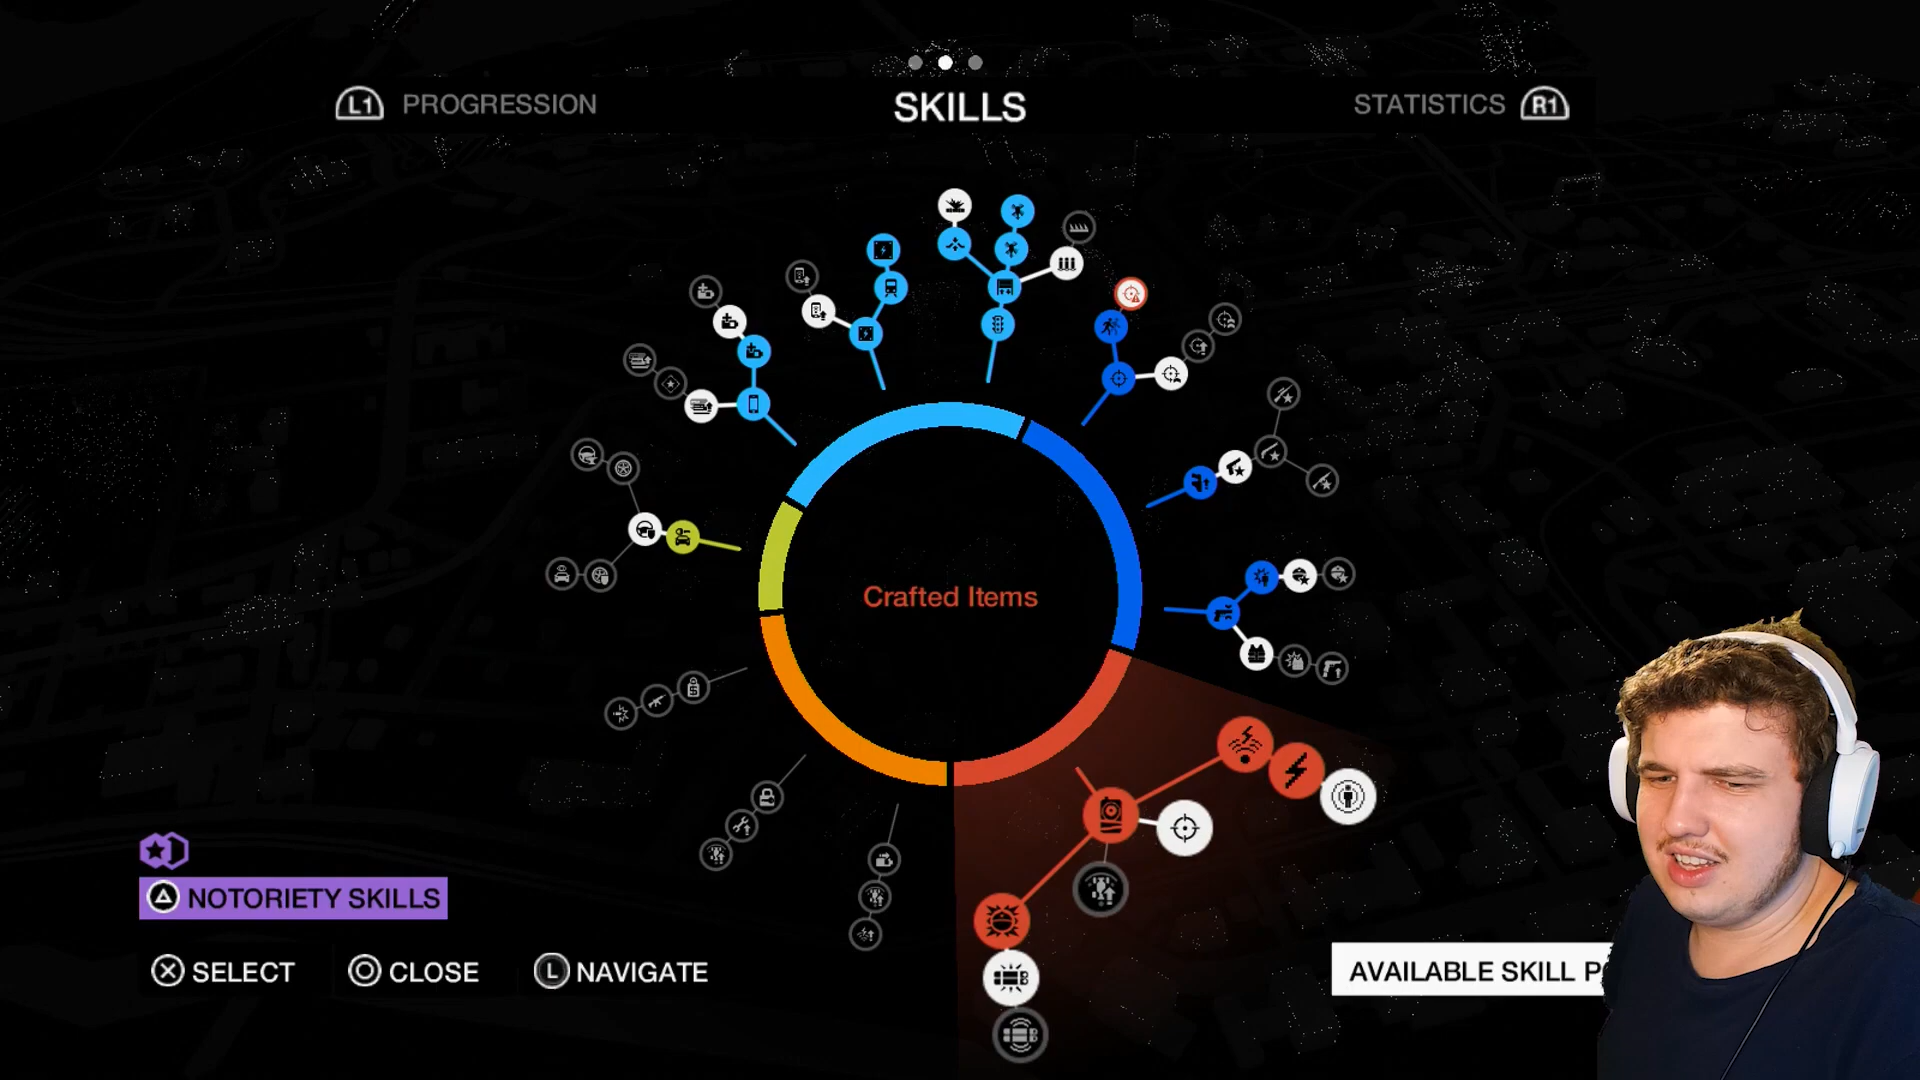 L1 PROGRESSION
SKILLS
STATISTICS R1
Crafted Items
NOTORIETY SKILLS
SELECT
CLOSE
L NAVIGATE
AVAILABLE SKILL